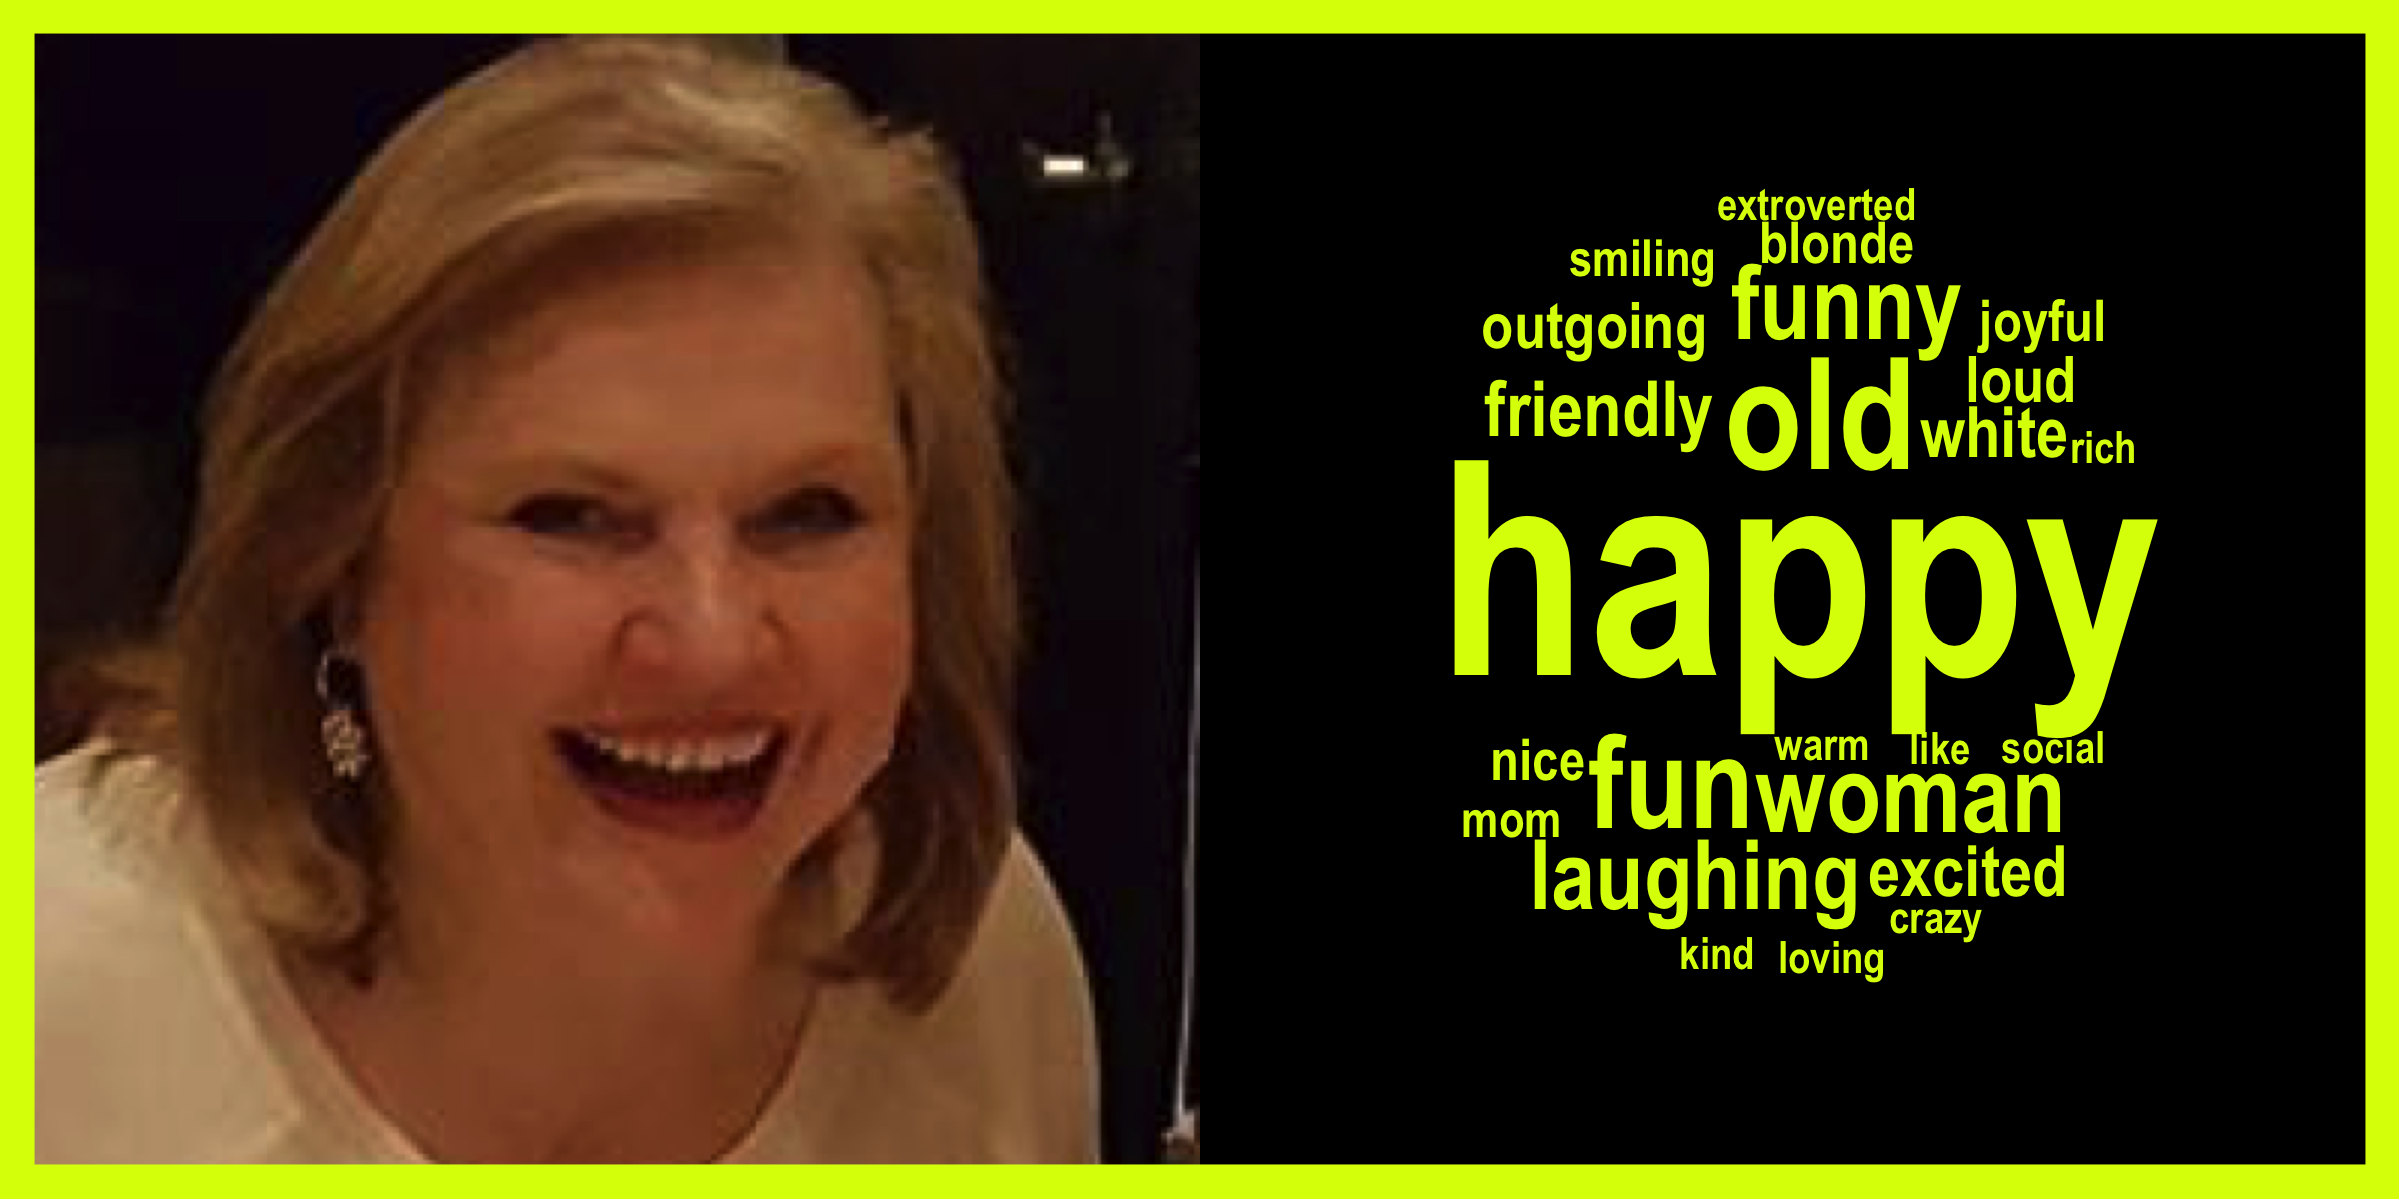 extroverted
smiling blonde
outgoing funny joyful
friendly old loud
white rich
happy
nice fun warm like social
mom woman
laughing excited
crazy
kind loving